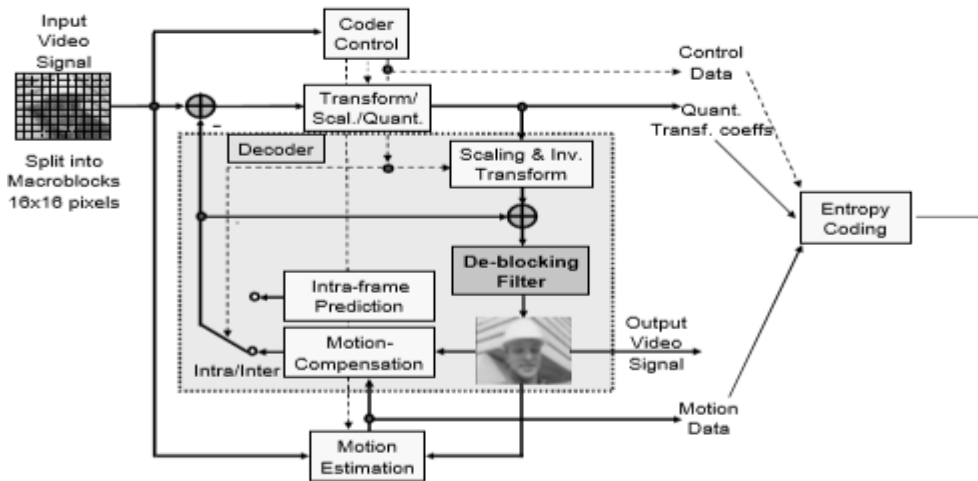 Input
Video
Signal
Coder
Control
Control
Data
Transform/
Scal./Quant.
Quant.
Transf. coeffs
Decoder
Scaling & Inv.
Transform
Split into
Macroblocks
16x16 pixels
Entropy
Coding
De-blocking
Filter
Intra-frame
Prediction
Motion-
Compensation
Output
Video
Signal
Intra/Inter
Motion
Data
Motion
Estimation